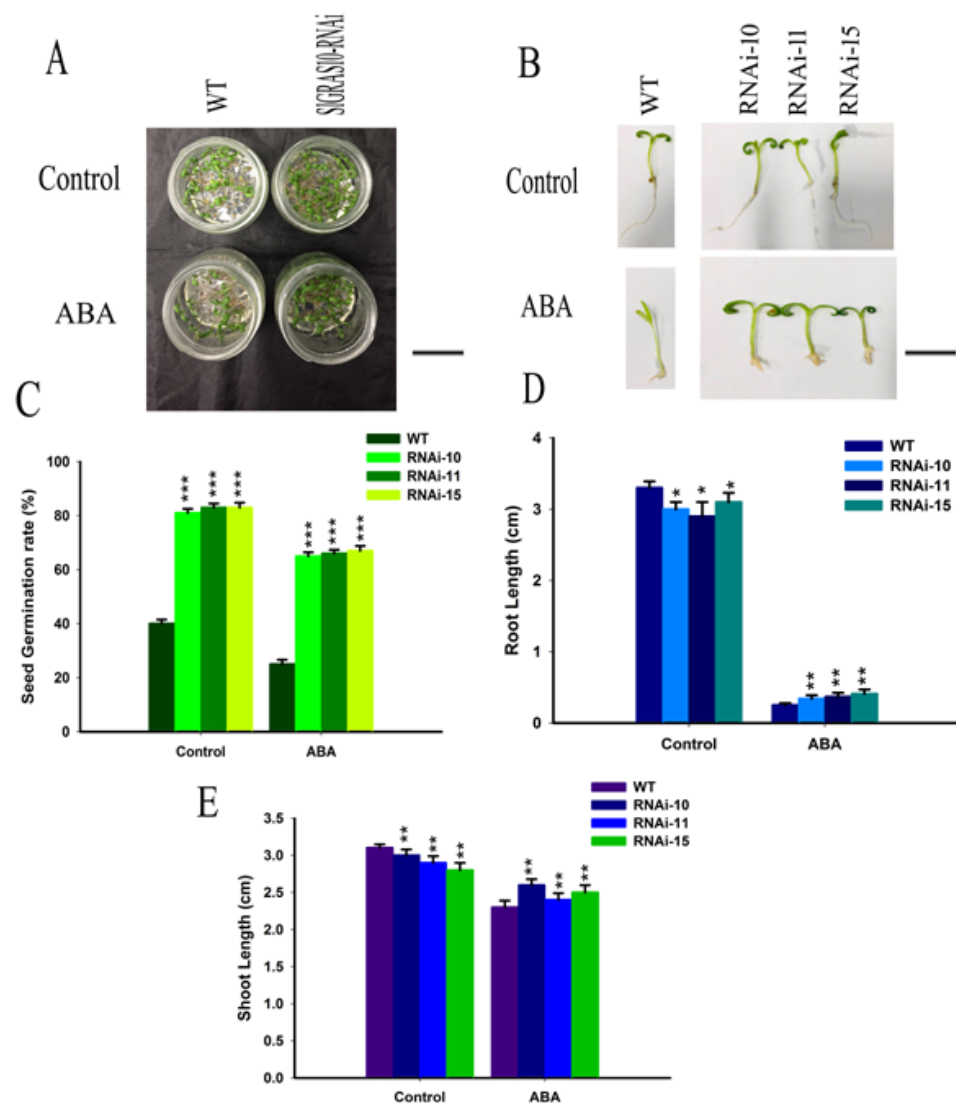 A
WT
SlGRAS10-RNAi
Control
ABA
B
WT
RNAi-10
RNAi-11
RNAi-15
Control
ABA
C
WT
RNAi-10
RNAi-11
RNAi-15
Seed Germination rate (%)
100
80
60
40
20
0
***
***
***
***
***
***
Control
ABA
D
WT
RNAi-10
RNAi-11
RNAi-15
Root Length (cm)
4
3
2
1
0
*
*
*
**
**
**
Control
ABA
E
WT
RNAi-10
RNAi-11
RNAi-15
Shoot Length (cm)
3.5
3.0
2.5
2.0
1.5
1.0
0.5
0.0
**
**
**
**
**
**
Control
ABA